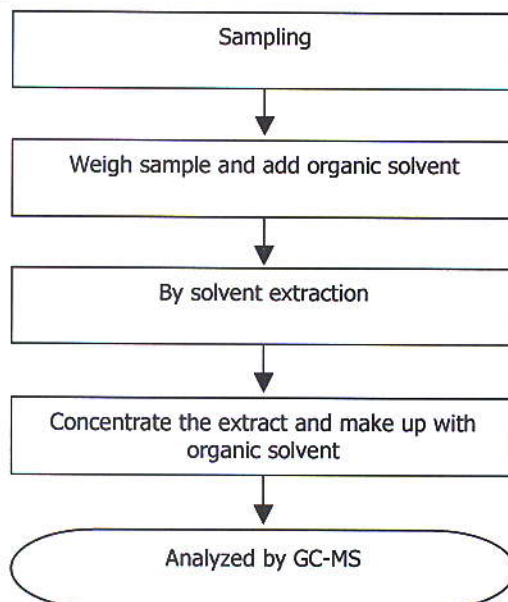 Sampling
Weigh sample and add organic solvent
By solvent extraction
Concentrate the extract and make up with
organic solvent
Analyzed by GC-MS